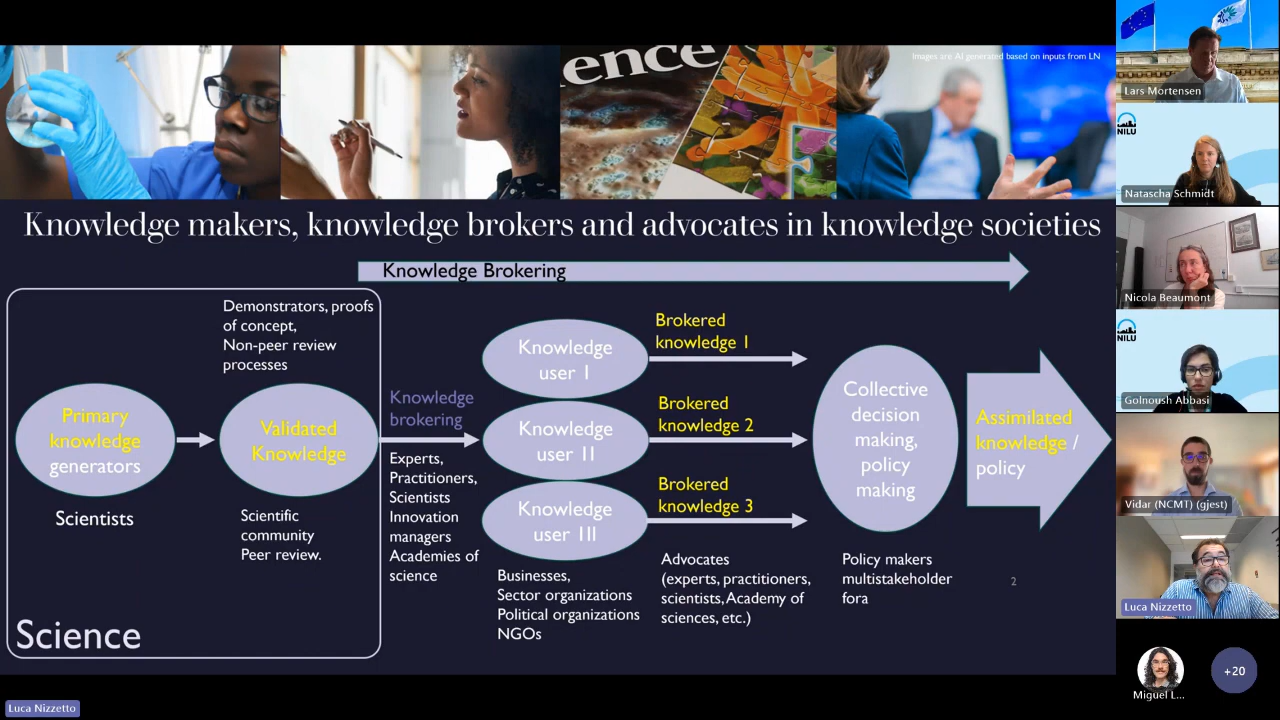 ence
images are AI generated based on inputs from LN
Knowledge makers, knowledge brokers and advocates in knowledge societies
Knowledge Brokering
Demonstrators, proofs
of concept,
Non-peer review
processes
Primary
knowledge
generators
Scientists
Validated
Knowledge
Scientific
community
Peer review.
Science
Knowledge
brokering
Experts,
Practitioners,
Scientists
Innovation
managers
Academies of
science
Knowledge
user I
Knowledge
user II
Knowledge
user III
Businesses,
Sector organizations
Political organizations
NGOs
Brokered
knowledge 1
Brokered
knowledge 2
Brokered
knowledge 3
Advocates
(experts, practitioners,
scientists, Academy of
sciences, etc.)
Collective
decision
making,
policy
making
Policy makers
multistakeholder
fora
Assimilated
knowledge /
policy
2
Luca Nizzetto
Lars Mortensen
NILU
Natascha Schmidt
Nicola Beaumont
NILU
Golnoush Abbasi
Vidar (NCMT) (gjest)
Luca Nizzetto
Miguel L...
+20